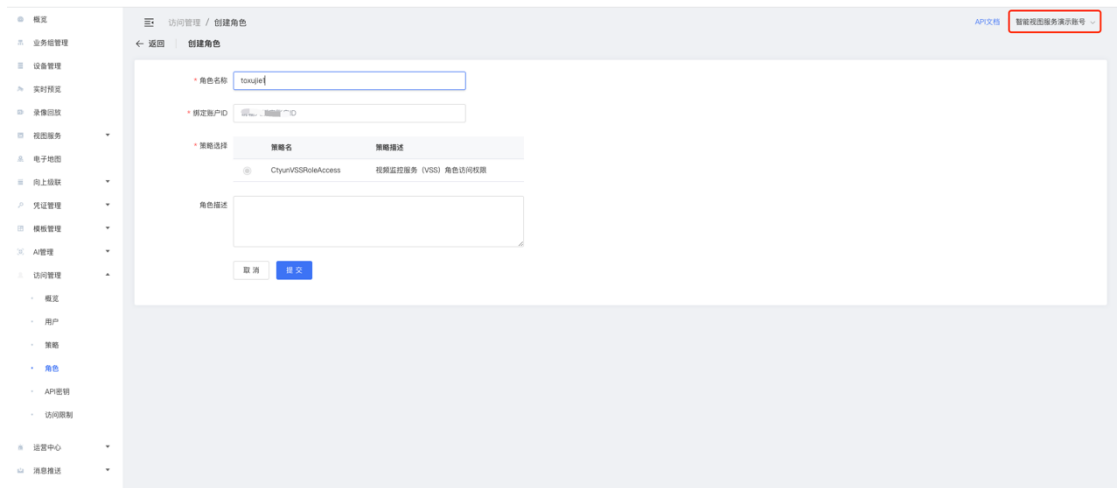 概览
业务组管理
设备管理
实时预览
录像回放
视图服务
电子地图
向上级联
凭证管理
模板管理
AI管理
访问管理
概览
用户
策略
角色
API密钥
访问限制
运营中心
消息推送
访问管理 / 创建角色
API文档 智能视图服务演示账号
← 返回 创建角色
* 角色名称 toxujie1
* 绑定账户ID
* 策略选择 策略名 策略描述
CtyunVSSRoleAccess 视频监控服务（VSS）角色访问权限
角色描述
取 消 提 交